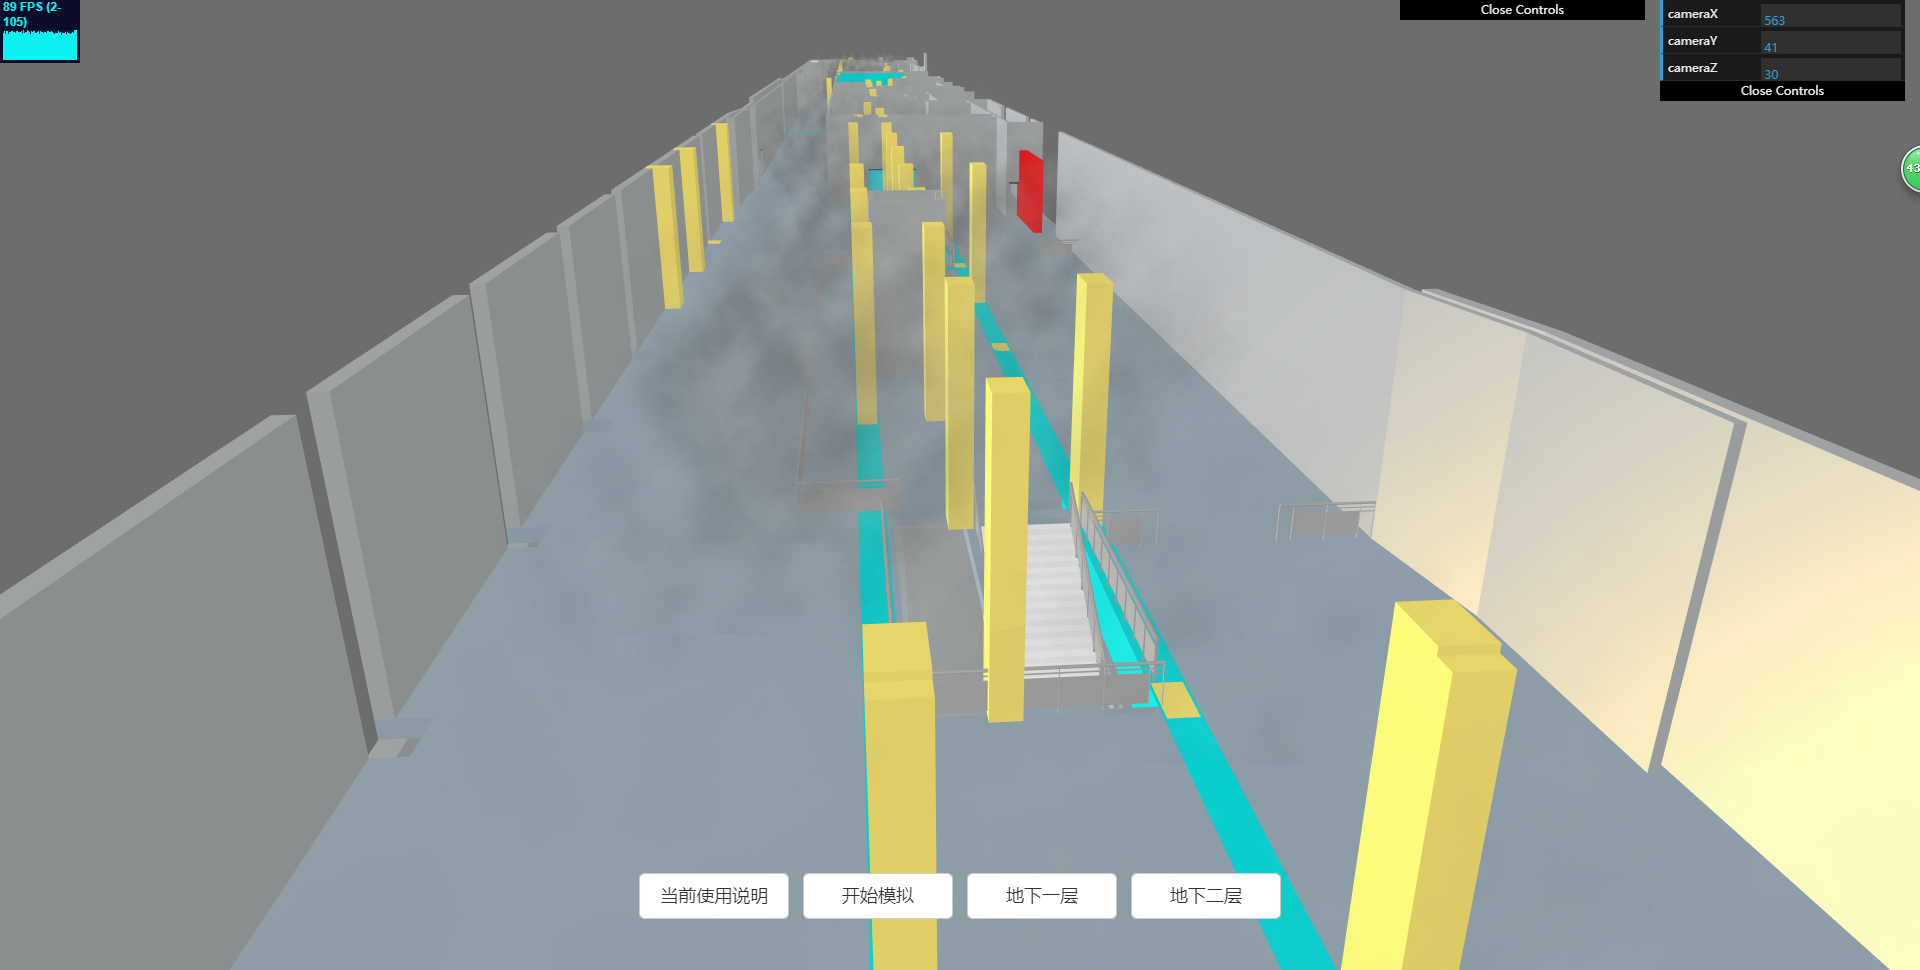 89 FPS (2-
105)
Close Controls
cameraX 563
cameraY 41
cameraZ 30
Close Controls
43
当前使用说明
开始模拟
地下一层
地下二层